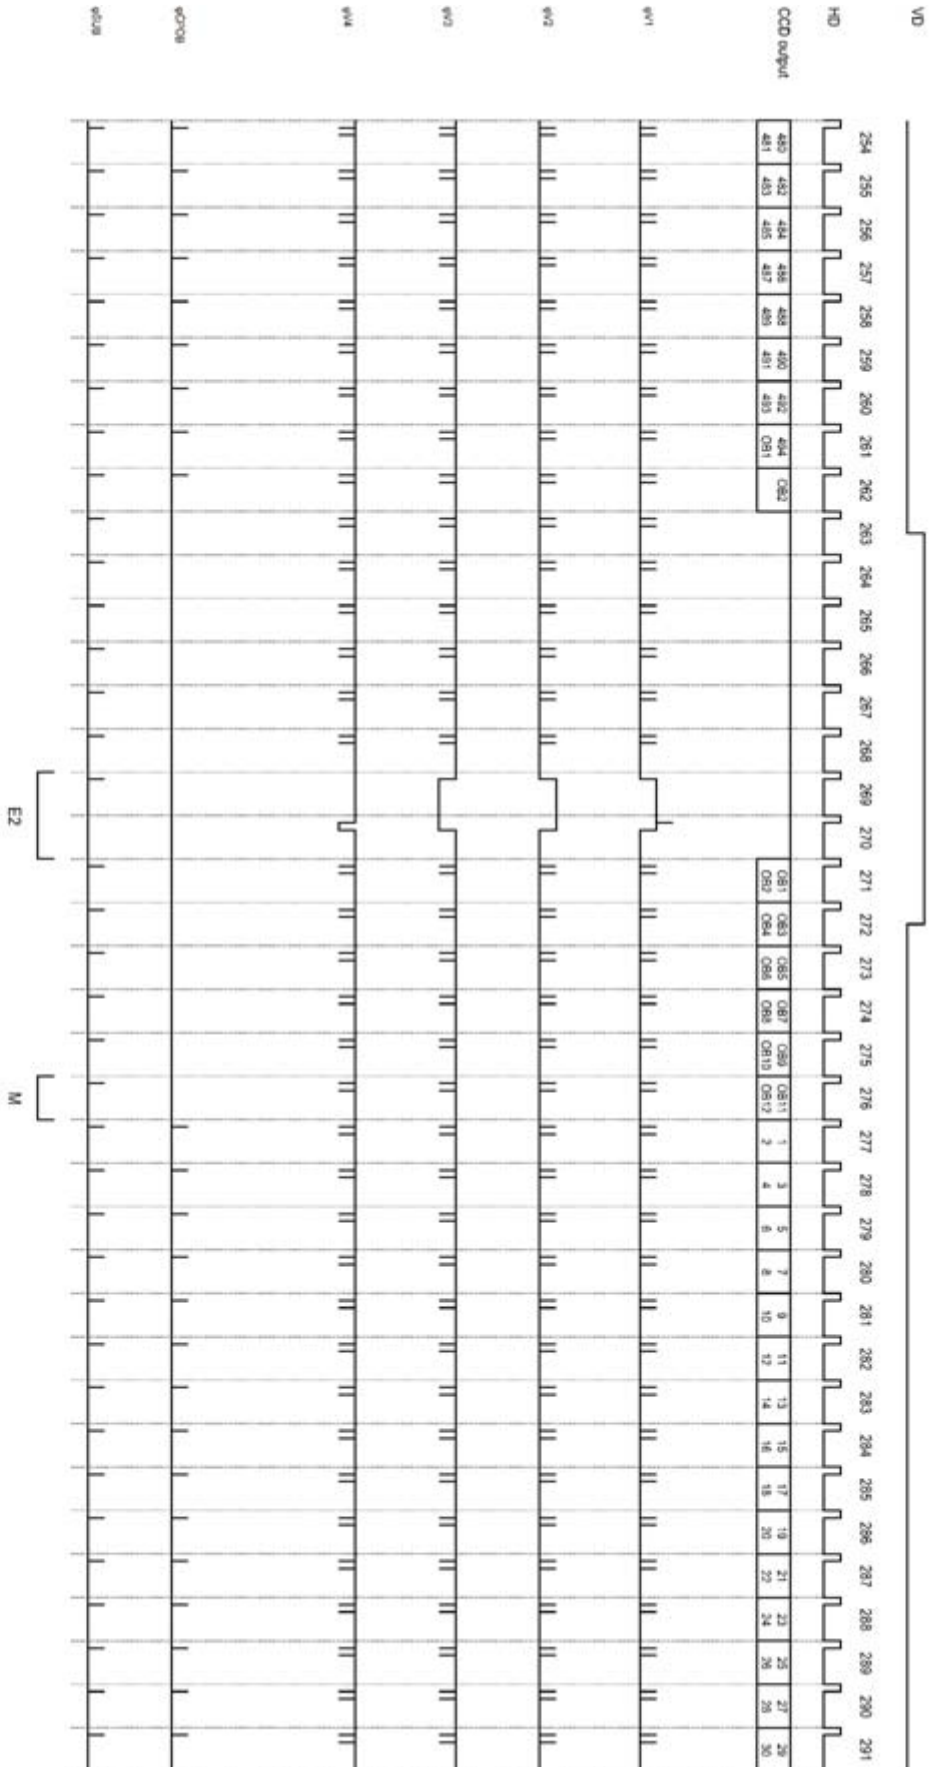 VD
254 255 256 257 258 259 260 261 262 263 264 265 266 267 268 269 270 271 272 273 274 275 276 277 278 279 280 281 282 283 284 285 286 287 288 289 290 291
HD
CCD output
480 482 484 486 488 490 492 494 OB2 OB1 OB3 OB5 OB7 OB9 OB11 1 3 5 7 9 11 13 15 17 19 21 23 25 27 29
481 483 485 487 489 491 493 OB1 OB2 OB4 OB6 OB8 OB10 OB12 2 4 6 8 10 12 14 16 18 20 22 24 26 28 30
φV1
φV2
φV3
φV4
φCPOB
φSUB
E2 M